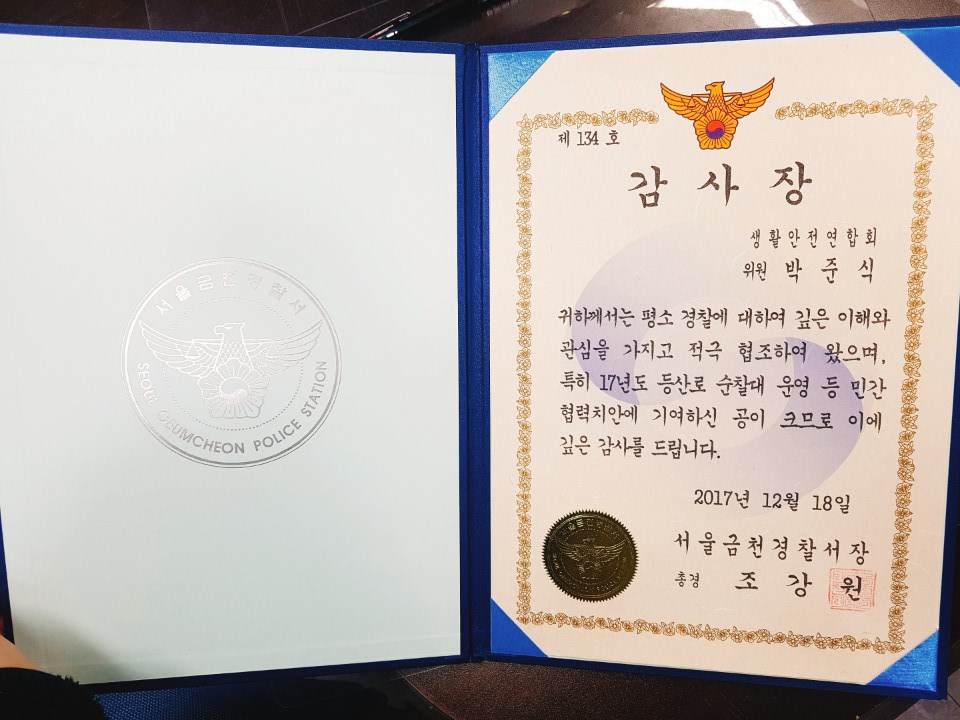 서울금천경찰서
SEOUL GEUMCHEON POLICE STATION
제 134 호
감 사 장
생활안전연합회
위원 박 준 식
귀하께서는 평소 경찰에 대하여 깊은 이해와
관심을 가지고 적극 협조하여 왔으며,
특히 17년도 등산로 순찰대 운영 등 민간
협력치안에 기여하신 공이 크므로 이에
깊은 감사를 드립니다.
2017년 12월 18일
서울금천경찰서장
총경 조 강 원